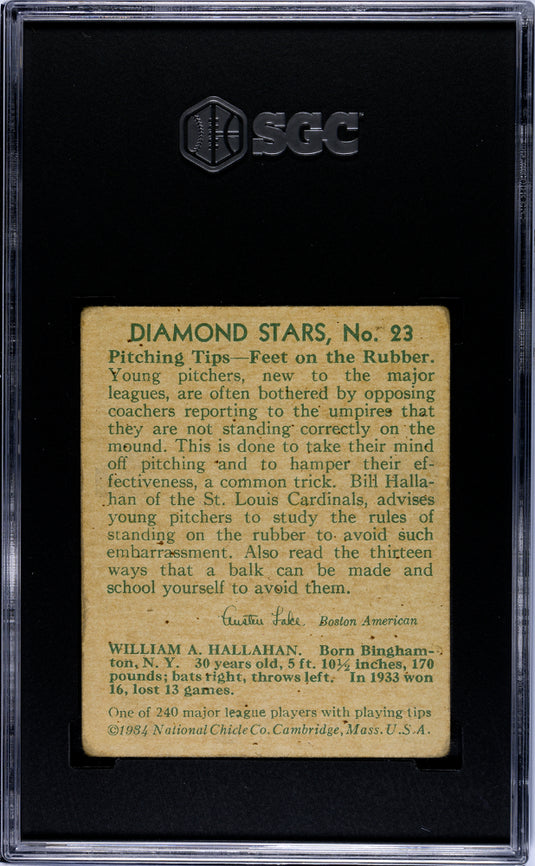 SGC
DIAMOND STARS, No. 23
Pitching Tips—Feet on the Rubber.
Young pitchers, new to the major
leagues, are often bothered by opposing
coachers reporting to the umpires that
they are not standing correctly on the
mound. This is done to take their mind
off pitching and to hamper their ef-
fectiveness, a common trick. Bill Halla-
han of the St. Louis Cardinals, advises
young pitchers to study the rules of
standing on the rubber to avoid such
embarrassment. Also read the thirteen
ways that a balk can be made and
school yourself to avoid them.
Austen Lake Boston American
WILLIAM A. HALLAHAN. Born Bingham-
ton, N. Y. 30 years old, 5 ft. 10½ inches, 170
pounds; bats right, throws left. In 1933 won
16, lost 13 games.
One of 240 major league players with playing tips
©1934 National Chicle Co. Cambridge, Mass. U.S.A.